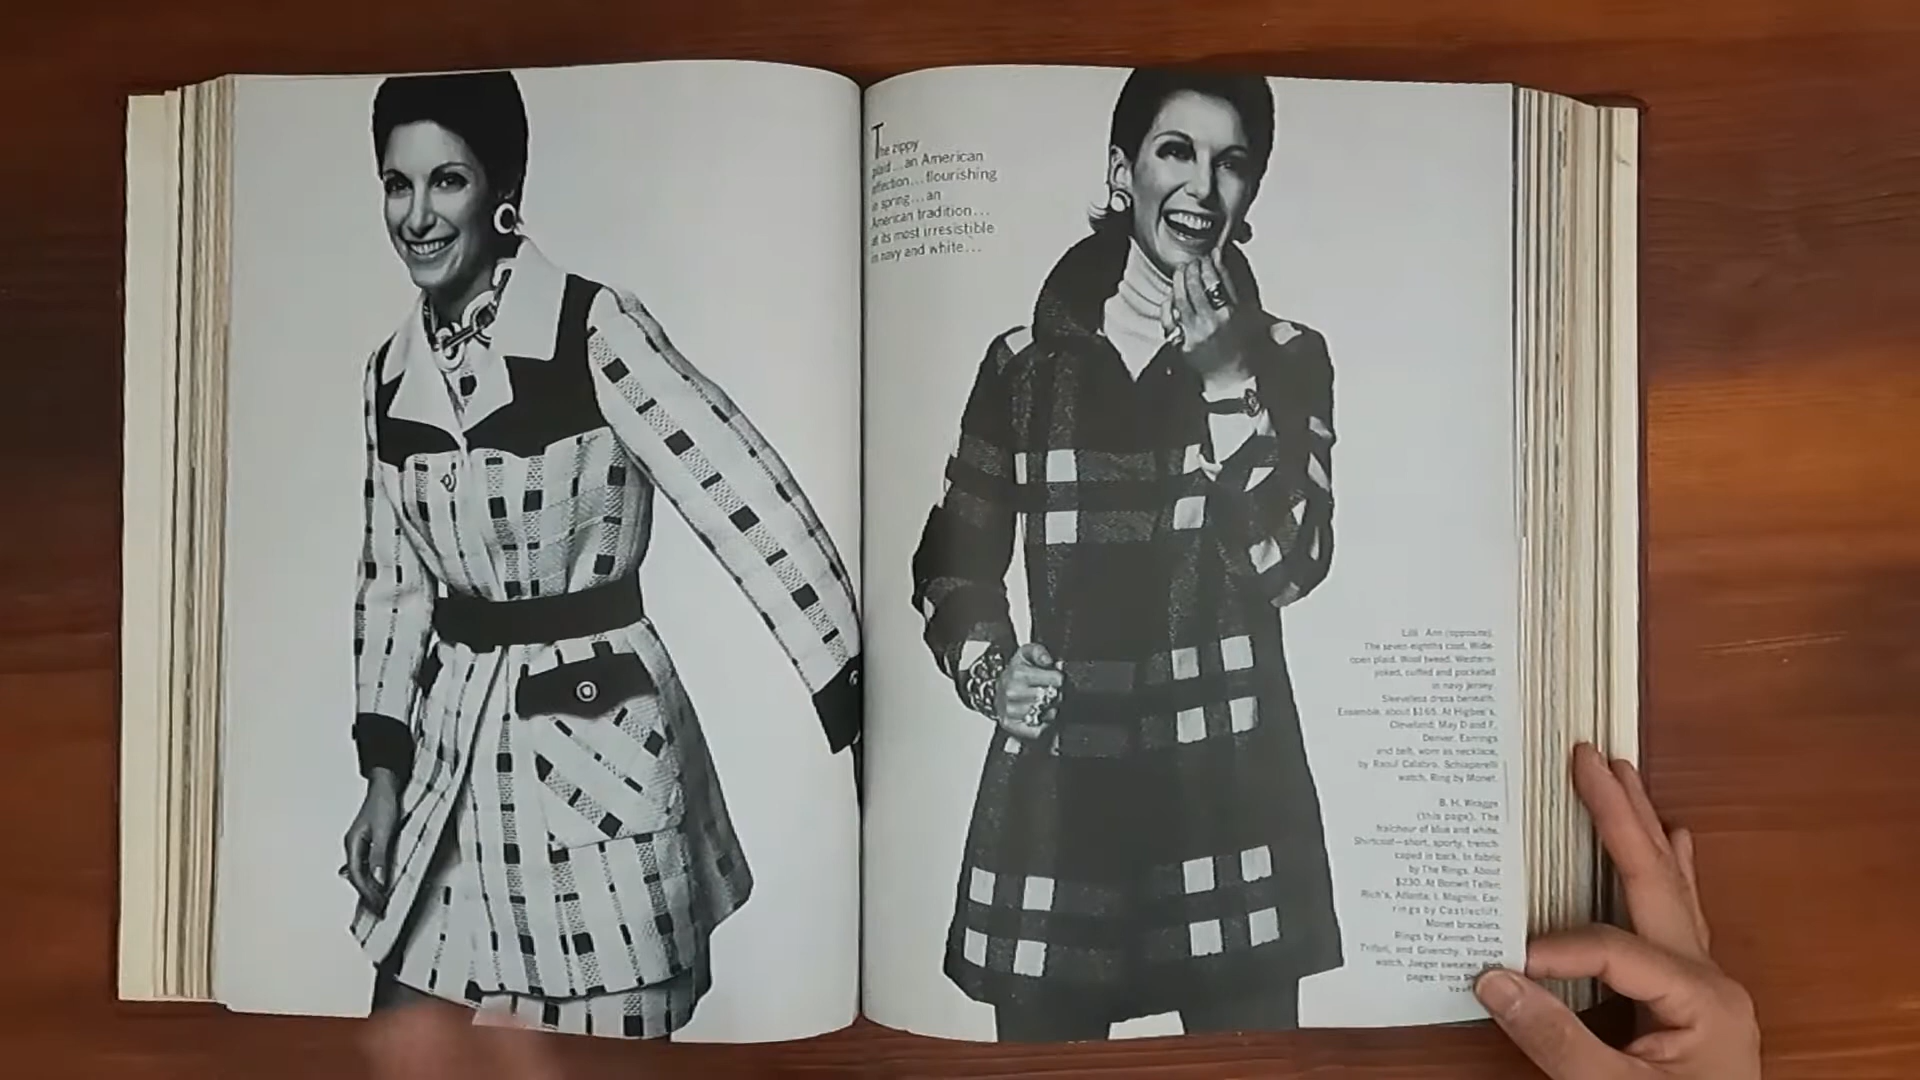 The zippy
plaid...an American
affection...flourishing
in spring...an
American tradition...
at its most irresistible
in navy and white...
Lilli Ann (opposite).
The seven-eighths coat. Wide-
open plaid. Wool tweed. Western-
yoked, cuffed and pocketed
in navy jersey.
Sleeveless dress beneath.
Ensemble, about $165. At Higbee's,
Cleveland; May D and F,
Denver. Earrings
and belt, worn as necklace,
by Raoul Calabro. Schiaparelli
watch. Ring by Monet.
B. H. Wragge
(this page). The
fraicheur of blue and white.
Shirtcoat—short, sporty, trench-
caped in back. In fabric
by The Rings. About
$230. At Bonwit Teller;
Rich's, Atlanta; I. Magnin. Ear-
rings by Castlecliff.
Monet bracelets.
Rings by Kenneth Lane,
Trifari, and Givenchy. Vantage
watch. Jaeger sweater. Both
pages: Irma